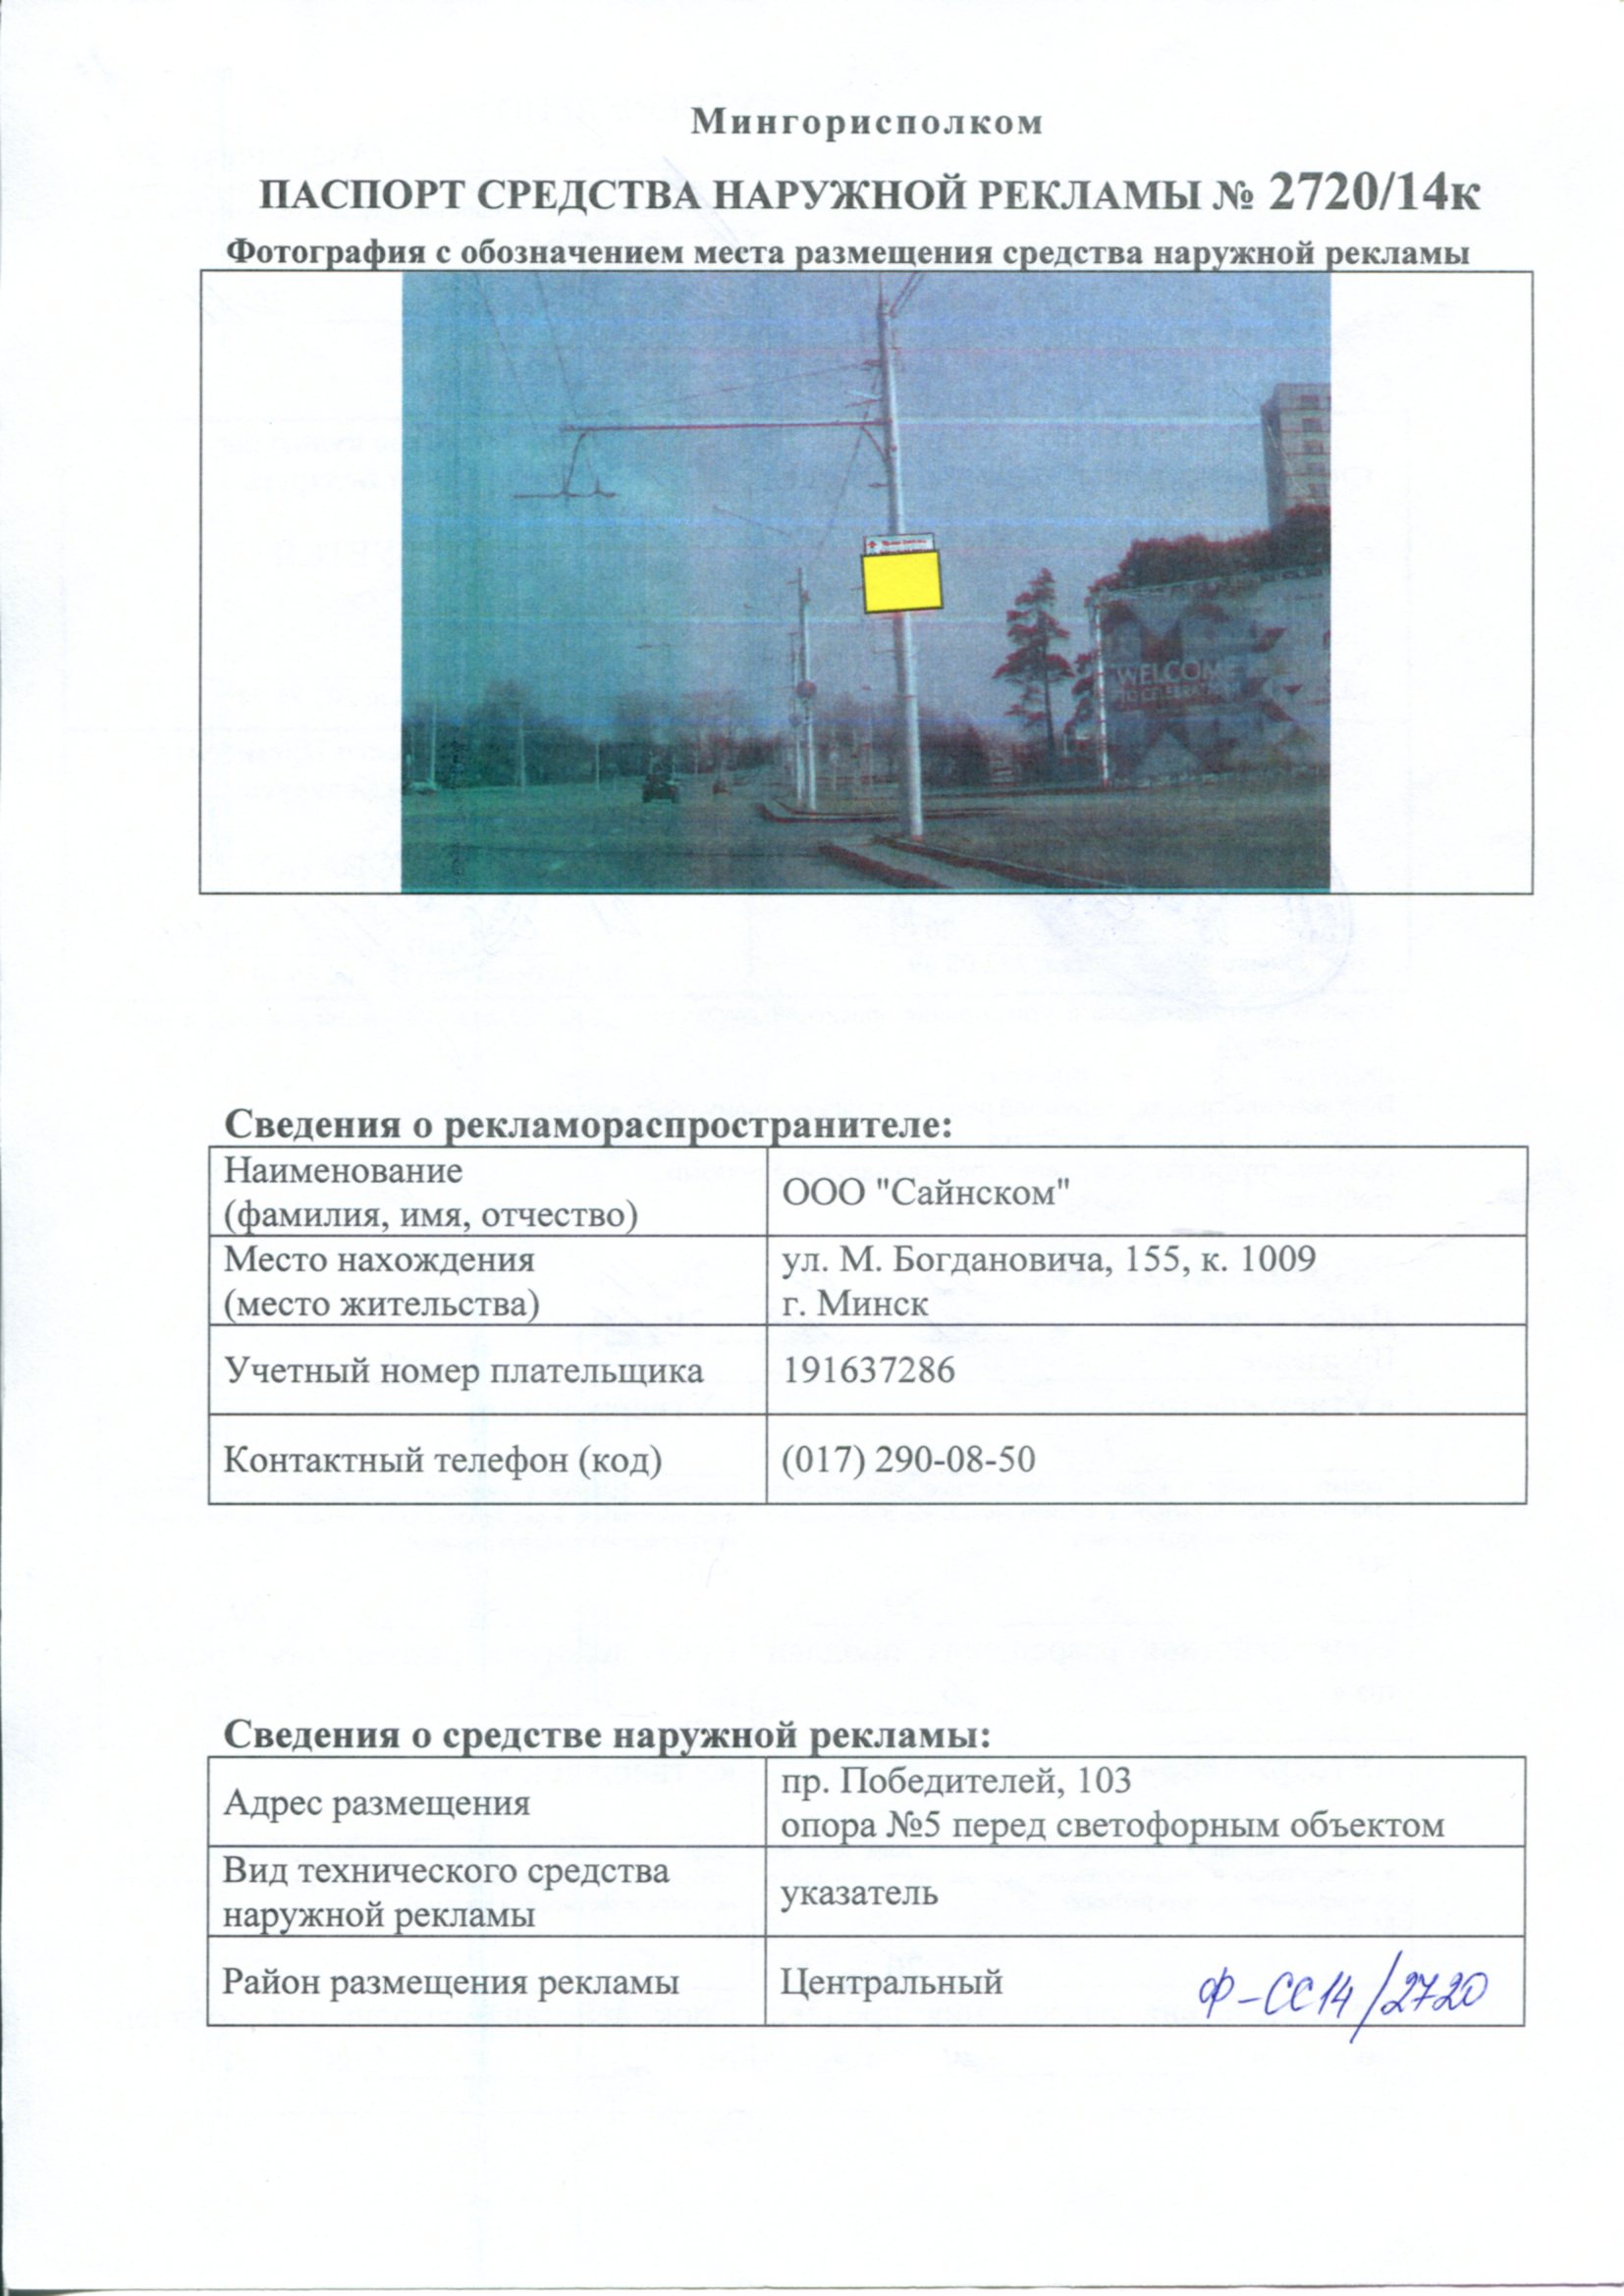 Мингорисполком
ПАСПОРТ СРЕДСТВА НАРУЖНОЙ РЕКЛАМЫ № 2720/14к
Фотография с обозначением места размещения средства наружной рекламы
WELCOME
Сведения о рекламораспространителе:
Наименование
(фамилия, имя, отчество)
ООО "Сайнском"
Место нахождения
(место жительства)
ул. М. Богдановича, 155, к. 1009
г. Минск
Учетный номер плательщика
191637286
Контактный телефон (код)
(017) 290-08-50
Сведения о средстве наружной рекламы:
Адрес размещения
пр. Победителей, 103
опора №5 перед светофорным объектом
Вид технического средства
наружной рекламы
указатель
Район размещения рекламы
Центральный
Ф-СС14/2720